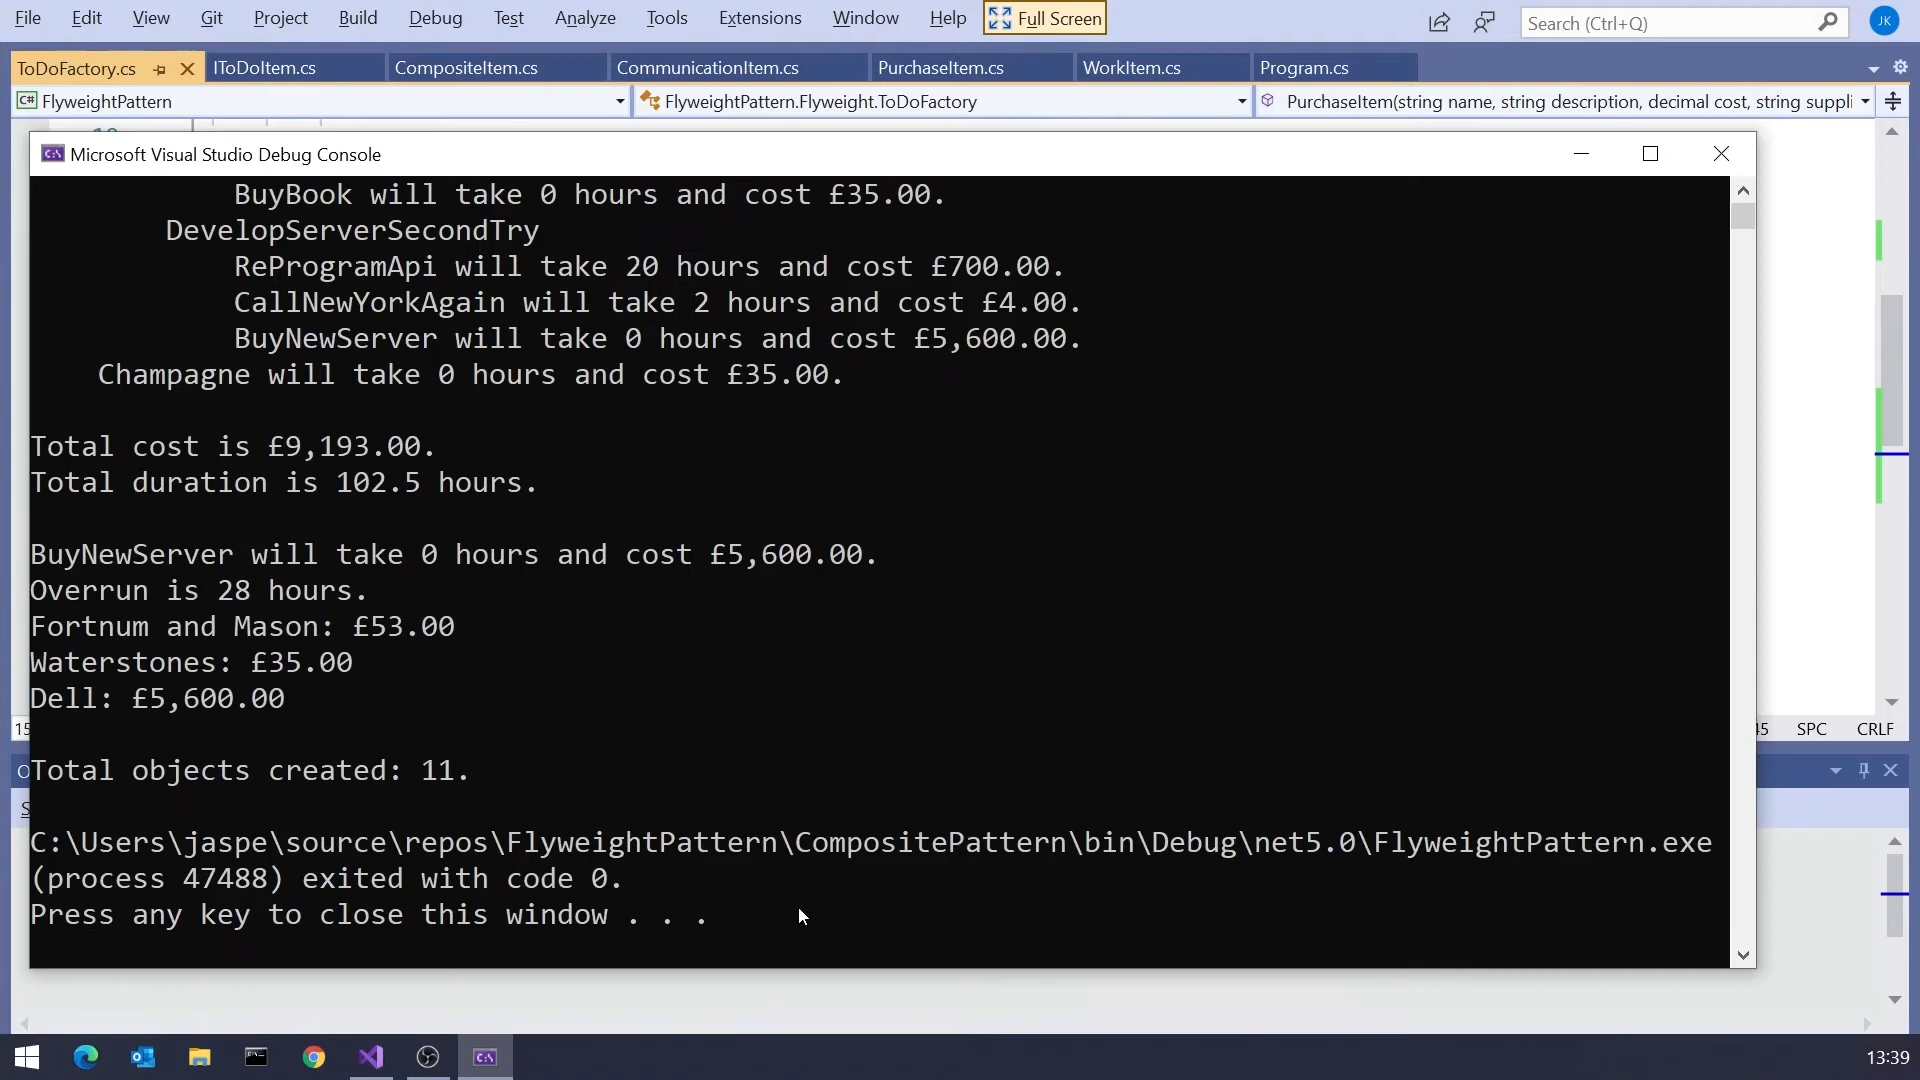 File Edit View Git Project Build Debug Test Analyze Tools Extensions Window Help Full Screen Search (Ctrl+Q) JK
ToDoFactory.cs IToDoItem.cs CompositeItem.cs CommunicationItem.cs PurchaseItem.cs WorkItem.cs Program.cs
C# FlyweightPattern FlyweightPattern.Flyweight.ToDoFactory PurchaseItem(string name, string description, decimal cost, string suppli
Microsoft Visual Studio Debug Console
BuyBook will take 0 hours and cost £35.00.
DevelopServerSecondTry
ReProgramApi will take 20 hours and cost £700.00.
CallNewYorkAgain will take 2 hours and cost £4.00.
BuyNewServer will take 0 hours and cost £5,600.00.
Champagne will take 0 hours and cost £35.00.
Total cost is £9,193.00.
Total duration is 102.5 hours.
BuyNewServer will take 0 hours and cost £5,600.00.
Overrun is 28 hours.
Fortnum and Mason: £53.00
Waterstones: £35.00
Dell: £5,600.00
SPC CRLF
Total objects created: 11.
C:\Users\jaspe\source\repos\FlyweightPattern\CompositePattern\bin\Debug\net5.0\FlyweightPattern.exe
(process 47488) exited with code 0.
Press any key to close this window . . .
13:39